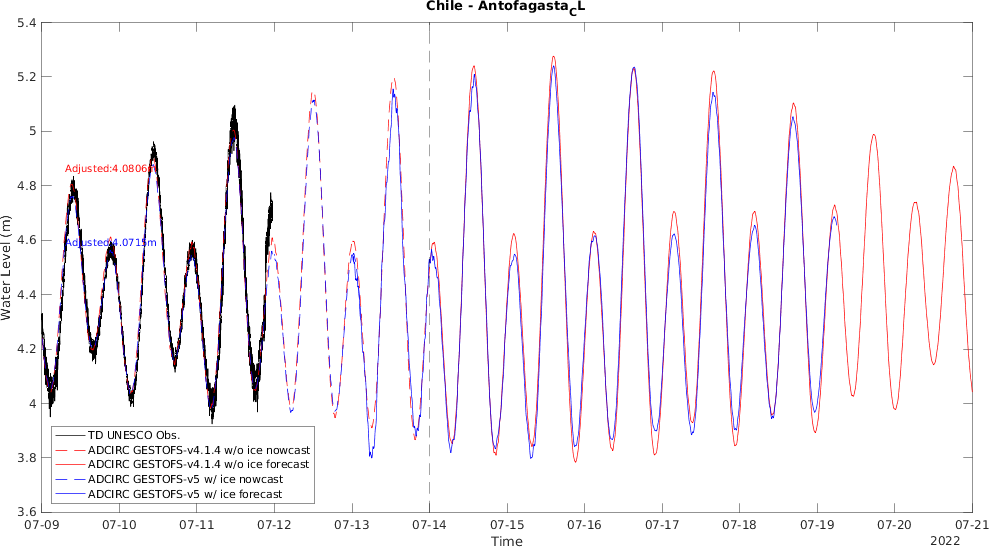 Chile - Antofagasta_CL
5.4
5.2
5
4.8
4.6
4.4
4.2
4
3.8
3.6
Water Level (m)
Adjusted:4.0806m
Adjusted:4.0715m
TD UNESCO Obs.
ADCIRC GESTOFS-v4.1.4 w/o ice nowcast
ADCIRC GESTOFS-v4.1.4 w/o ice forecast
ADCIRC GESTOFS-v5 w/ ice nowcast
ADCIRC GESTOFS-v5 w/ ice forecast
07-09 07-10 07-11 07-12 07-13 07-14 07-15 07-16 07-17 07-18 07-19 07-20 07-21
Time
2022